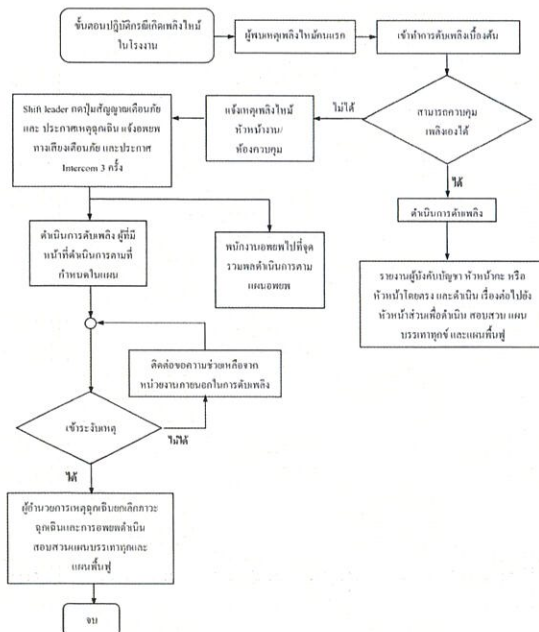 ขั้นตอนปฏิบัติกรณีเกิดเพลิงไหม้
ในโรงงาน
ผู้พบเหตุเพลิงไหม้คนแรก
เข้าทำการดับเพลิงเบื้องต้น
สามารถควบคุม
เพลิงเองได้
ไม่ได้
แจ้งเหตุเพลิงไหม้
หัวหน้างาน/
ห้องควบคุม
Shift leader กดปุ่มสัญญาณเตือนภัย
และ ประกาศเหตุฉุกเฉิน แจ้งอพยพ
ทางเสียงเตือนภัย และประกาศ
Intercom 3 ครั้ง
ได้
ดำเนินการดับเพลิง
รายงานผู้บังคับบัญชา หัวหน้ากะ หรือ
หัวหน้าโดยตรง และดำเนิน เรื่องต่อไปยัง
หัวหน้าส่วนเพื่อดำเนิน สอบสวน แผน
บรรเทาทุกข์ และแผนฟื้นฟู
ดำเนินการดับเพลิง ผู้ที่มี
หน้าที่ดำเนินการตามที่
กำหนดในแผน
พนักงานอพยพไปที่จุด
รวมพลดำเนินการตาม
แผนอพยพ
ติดต่อขอความช่วยเหลือจาก
หน่วยงานภายนอกในการดับเพลิง
เข้าระงับเหตุ
ไม่ได้
ได้
ผู้อำนวยการเหตุฉุกเฉินยกเลิกภาวะ
ฉุกเฉินและการอพยพดำเนิน
สอบสวนแผนบรรเทาทุกและ
แผนฟื้นฟู
จบ